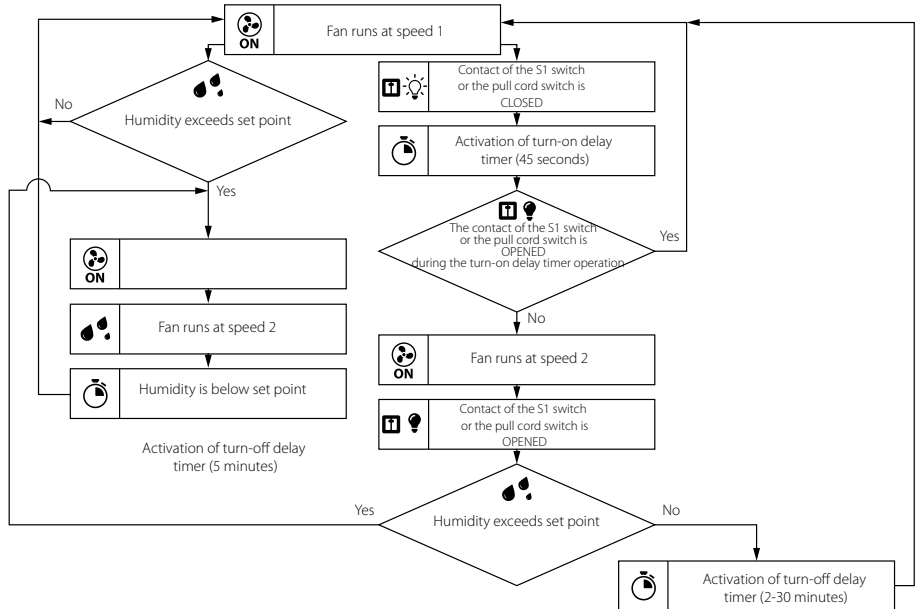 ON
Fan runs at speed 1
No
Humidity exceeds set point
Yes
ON
Fan runs at speed 2
Humidity is below set point
Activation of turn-off delay
timer (5 minutes)
Contact of the S1 switch
or the pull cord switch is
CLOSED
Activation of turn-on delay
timer (45 seconds)
The contact of the S1 switch
or the pull cord switch is
OPENED
during the turn-on delay timer operation
Yes
No
ON
Fan runs at speed 2
Contact of the S1 switch
or the pull cord switch is
OPENED
Yes
Humidity exceeds set point
No
Activation of turn-off delay
timer (2-30 minutes)